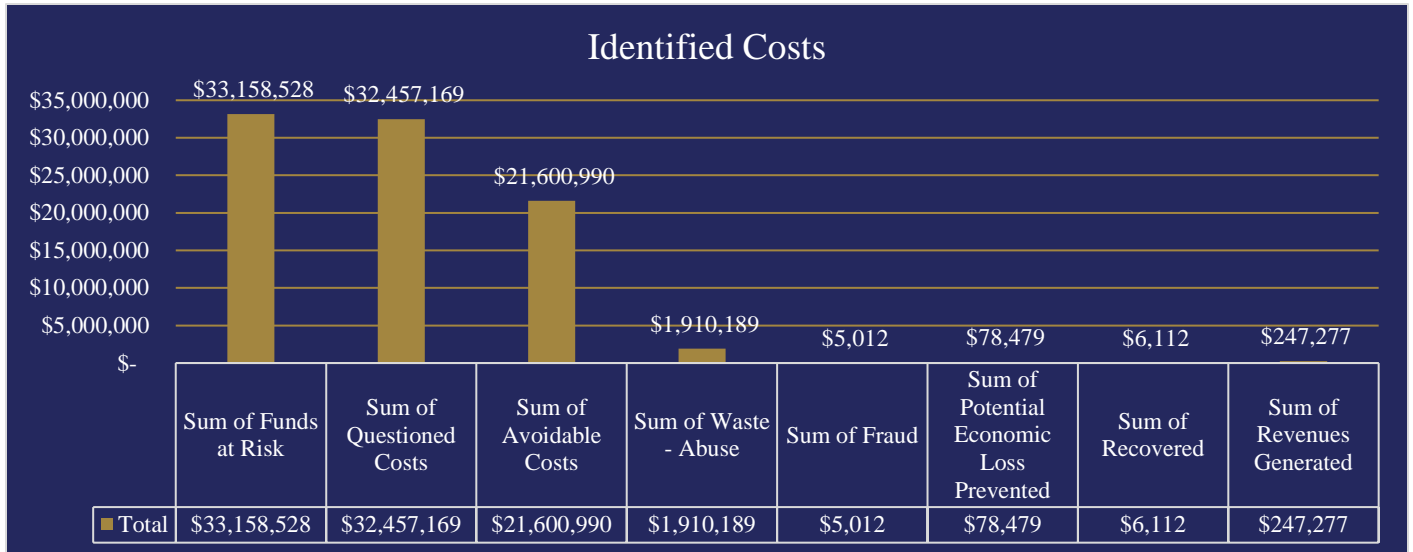 Identified Costs
$35,000,000
$30,000,000
$25,000,000
$20,000,000
$15,000,000
$10,000,000
$5,000,000
$-
$33,158,528
$32,457,169
$21,600,990
$1,910,189
$5,012
$78,479
$6,112
$247,277
Sum of Funds
at Risk
Sum of
Questioned
Costs
Sum of
Avoidable
Costs
Sum of Waste
- Abuse
Sum of Fraud
Sum of
Potential
Economic
Loss
Prevented
Sum of
Recovered
Sum of
Revenues
Generated
Total $33,158,528 $32,457,169 $21,600,990 $1,910,189 $5,012 $78,479 $6,112 $247,277